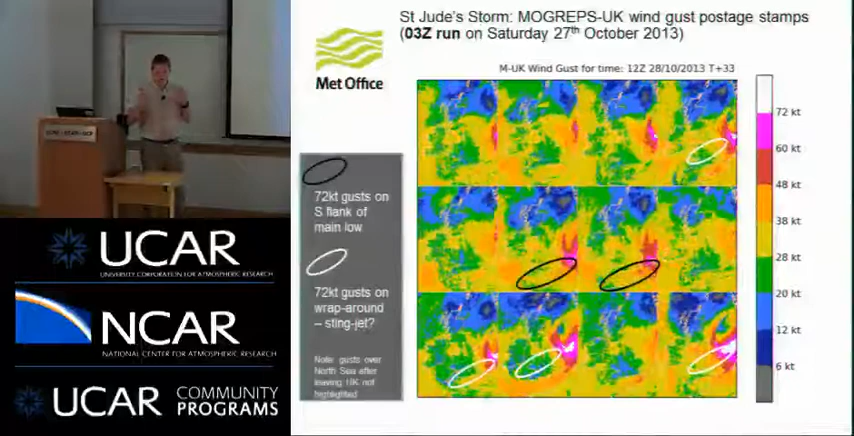 St Jude's Storm: MOGREPS-UK wind gust postage stamps
(03Z run on Saturday 27th October 2013)
Met Office
M-UK Wind Gust for time: 12Z 28/10/2013 T+33
72kt gusts on
S flank of
main low
72kt gusts on
wrap-around
– sting-jet?
Note: gusts over
North Sea after
leaving UK not
highlighted
72 kt
60 kt
48 kt
38 kt
28 kt
20 kt
12 kt
6 kt
UCAR
UNIVERSITY CORPORATION FOR ATMOSPHERIC RESEARCH
NCAR
NATIONAL CENTER FOR ATMOSPHERIC RESEARCH
UCAR COMMUNITY
PROGRAMS